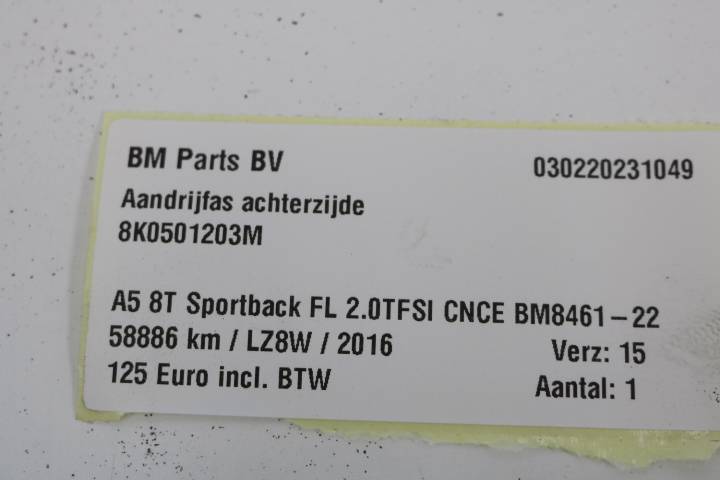 BM Parts BV 030220231049
Aandrijfas achterzijde
8K0501203M
A5 8T Sportback FL 2.0TFSI CNCE BM8461-22
58886 km / LZ8W / 2016 Verz: 15
125 Euro incl. BTW Aantal: 1